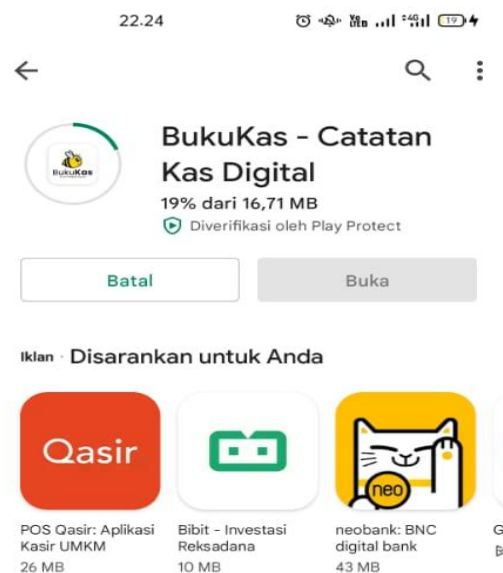 22.24
19
BukuKas - Catatan
Kas Digital
BukuKas
19% dari 16,71 MB
Diverifikasi oleh Play Protect
Batal
Buka
Iklan · Disarankan untuk Anda
Qasir
neo
POS Qasir: Aplikasi
Kasir UMKM
26 MB
Bibit - Investasi
Reksadana
10 MB
neobank: BNC
digital bank
43 MB
G